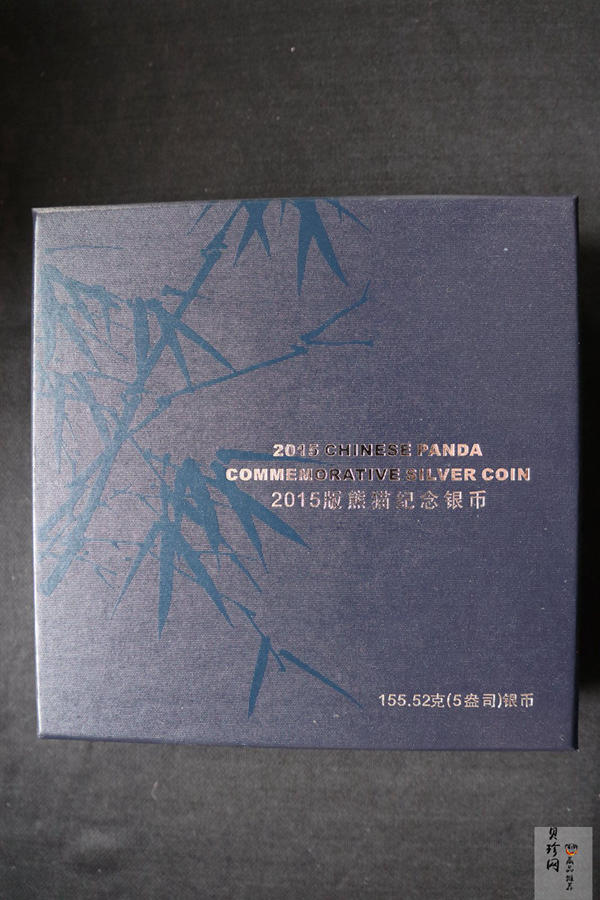 2015 CHINESE PANDA
COMMEMORATIVE SILVER COIN
2015版熊猫纪念银币
155.52克(5盎司)银币
贝珍网